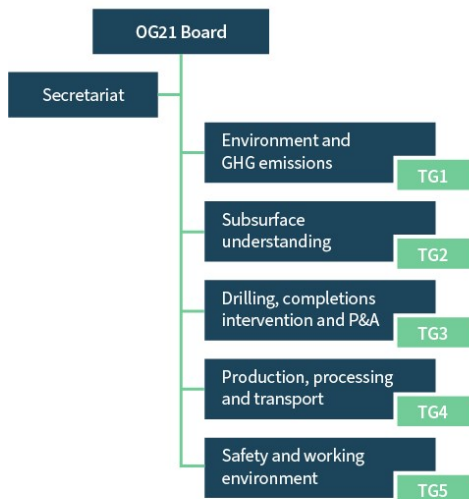 OG21 Board
Secretariat
Environment and
GHG emissions
TG1
Subsurface
understanding
TG2
Drilling, completions
intervention and P&A
TG3
Production, processing
and transport
TG4
Safety and working
environment
TG5